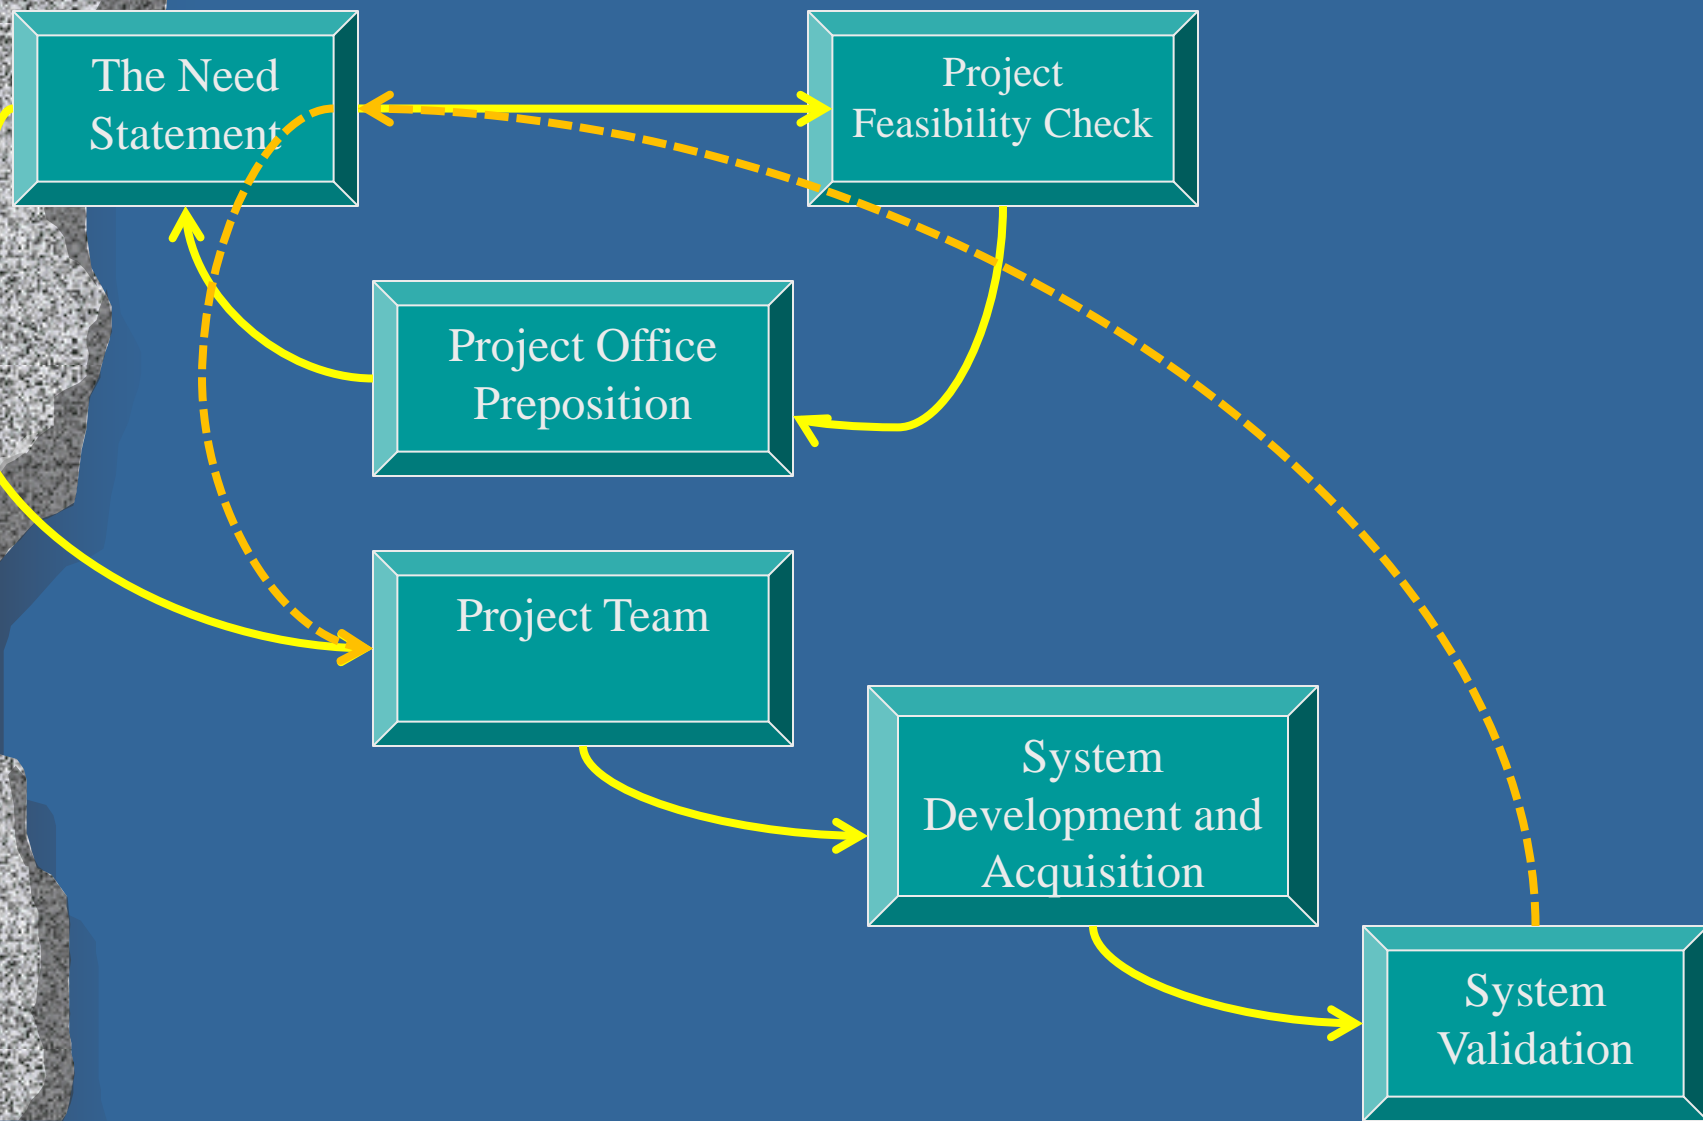 The Need
Statement
Project
Feasibility Check
Project Office
Preposition
Project Team
System
Development and
Acquisition
System
Validation